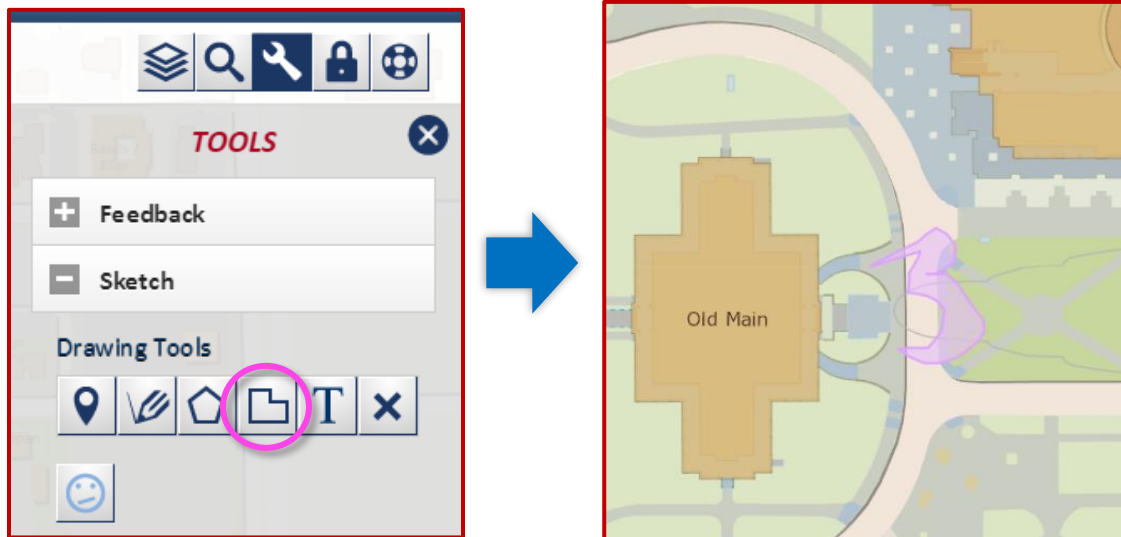 TOOLS
Feedback
Sketch
Drawing Tools
T
Old Main